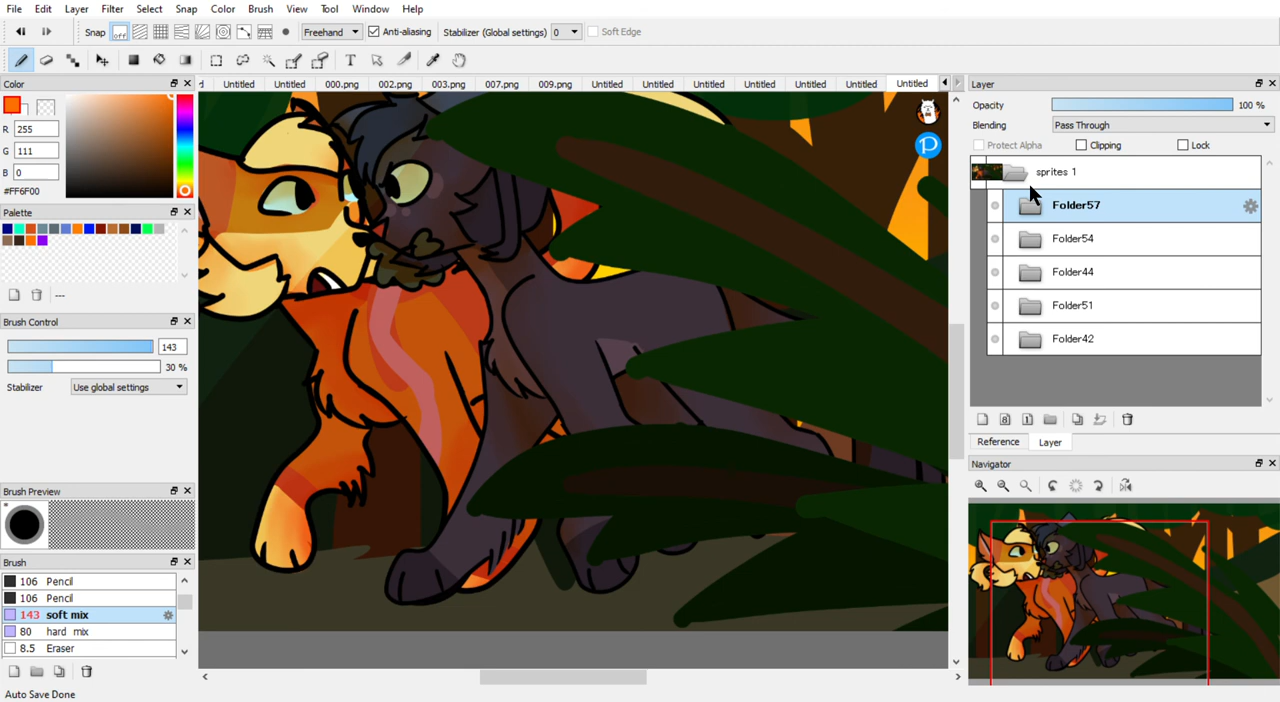 File Edit Layer Filter Select Snap Color Brush View Tool Window Help
Snap off Freehand Anti-aliasing Stabilizer (Global settings) 0 Soft Edge
Color
d Untitled Untitled 000.png 002.png 003.png 007.png 009.png Untitled Untitled Untitled Untitled Untitled Untitled Untitled
Layer
R 255
G 111
B 0
#FF6F00
Opacity 100 %
Blending Pass Through
Protect Alpha Clipping Lock
sprites 1
Folder57
Folder54
Folder44
Folder51
Folder42
Palette
---
Brush Control
143
30 %
Stabilizer Use global settings
Reference Layer
Navigator
Brush Preview
Brush
106 Pencil
106 Pencil
143 soft mix
80 hard mix
8.5 Eraser
Auto Save Done